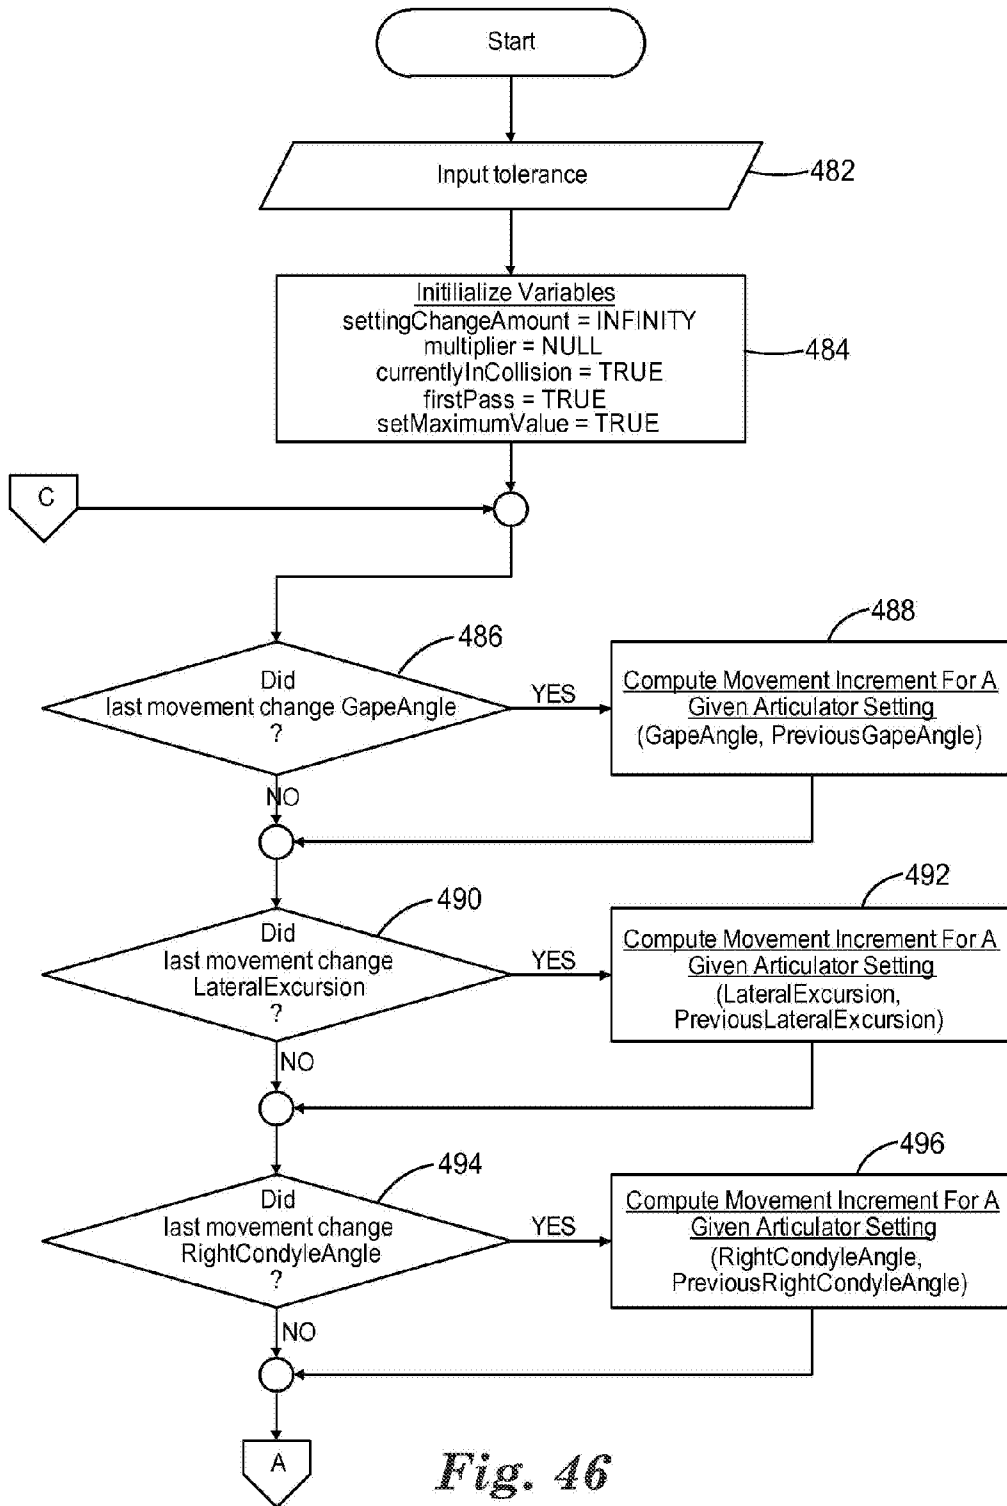 Start
Input tolerance
482
Initilialize Variables
settingChangeAmount = INFINITY
multiplier = NULL
currentlyInCollision = TRUE
firstPass = TRUE
setMaximumValue = TRUE
484
C
486
Did
last movement change GapeAngle
?
YES
488
Compute Movement Increment For A
Given Articulator Setting
(GapeAngle, PreviousGapeAngle)
NO
490
Did
last movement change
LateralExcursion
?
YES
492
Compute Movement Increment For A
Given Articulator Setting
(LateralExcursion,
PreviousLateralExcursion)
NO
494
Did
last movement change
RightCondyleAngle
?
YES
496
Compute Movement Increment For A
Given Articulator Setting
(RightCondyleAngle,
PreviousRightCondyleAngle)
NO
A
Fig. 46